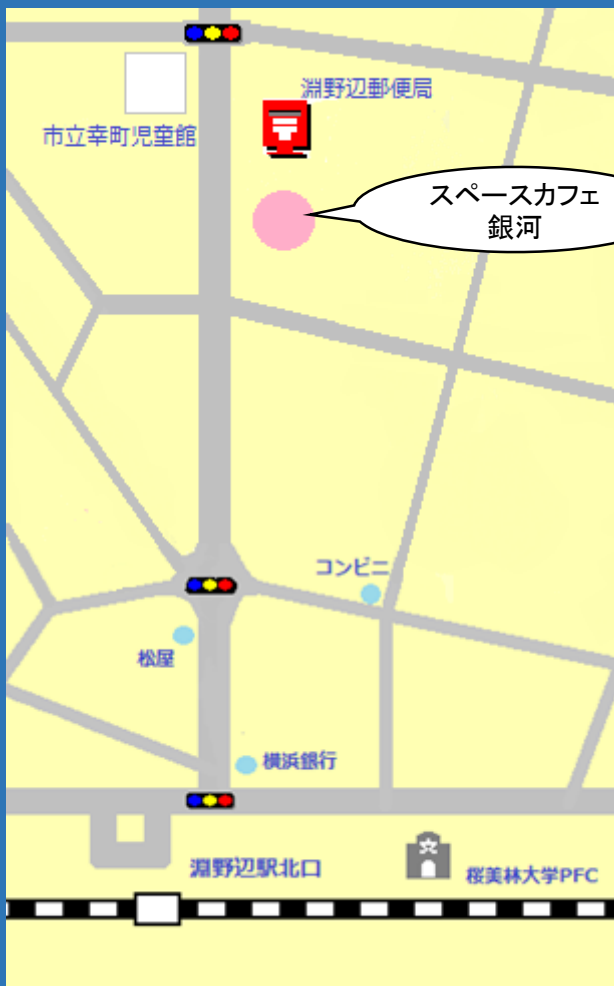 淵野辺郵便局
市立幸町児童館
スペースカフェ
銀河
コンビニ
松屋
横浜銀行
淵野辺駅北口
桜美林大学PFC